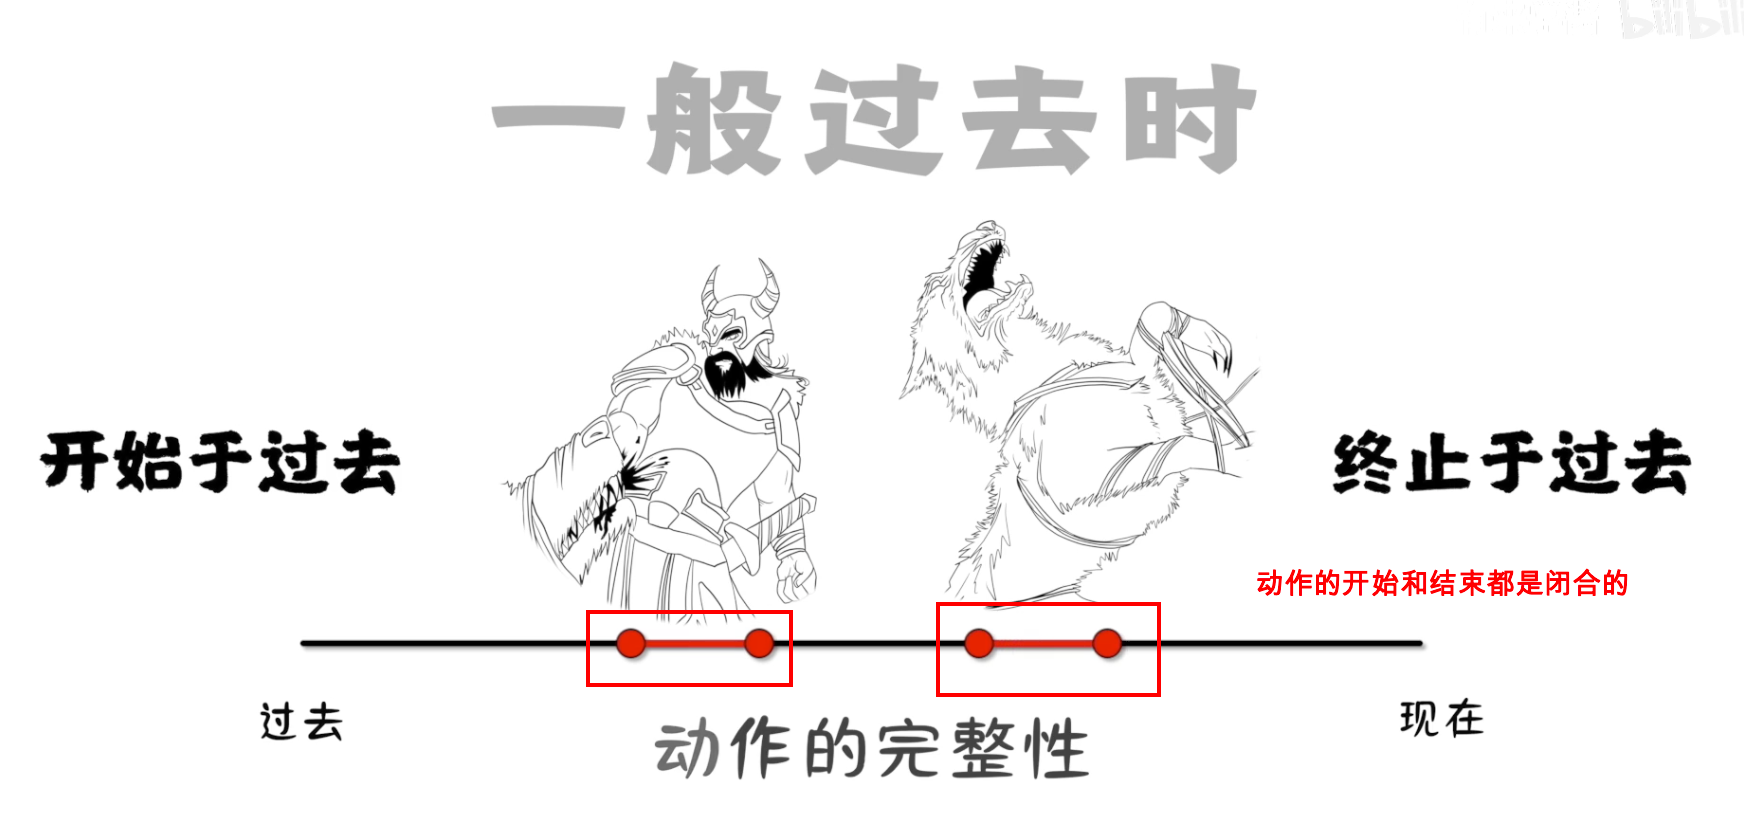 bilibili
一般过去时
开始于过去
终止于过去
动作的开始和结束都是闭合的
过去
现在
动作的完整性